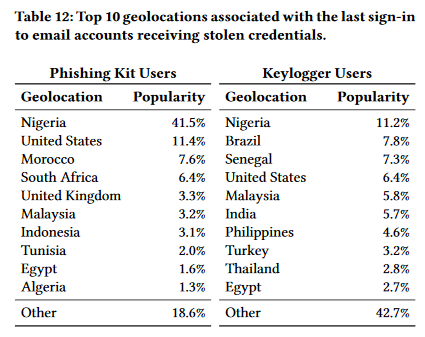 Table 12: Top 10 geolocations associated with the last sign-in
to email accounts receiving stolen credentials.
Phishing Kit Users Keylogger Users
Geolocation Popularity Geolocation Popularity
Nigeria 41.5% Nigeria 11.2%
United States 11.4% Brazil 7.8%
Morocco 7.6% Senegal 7.3%
South Africa 6.4% United States 6.4%
United Kingdom 3.3% Malaysia 5.8%
Malaysia 3.2% India 5.7%
Indonesia 3.1% Philippines 4.6%
Tunisia 2.0% Turkey 3.2%
Egypt 1.6% Thailand 2.8%
Algeria 1.3% Egypt 2.7%
Other 18.6% Other 42.7%